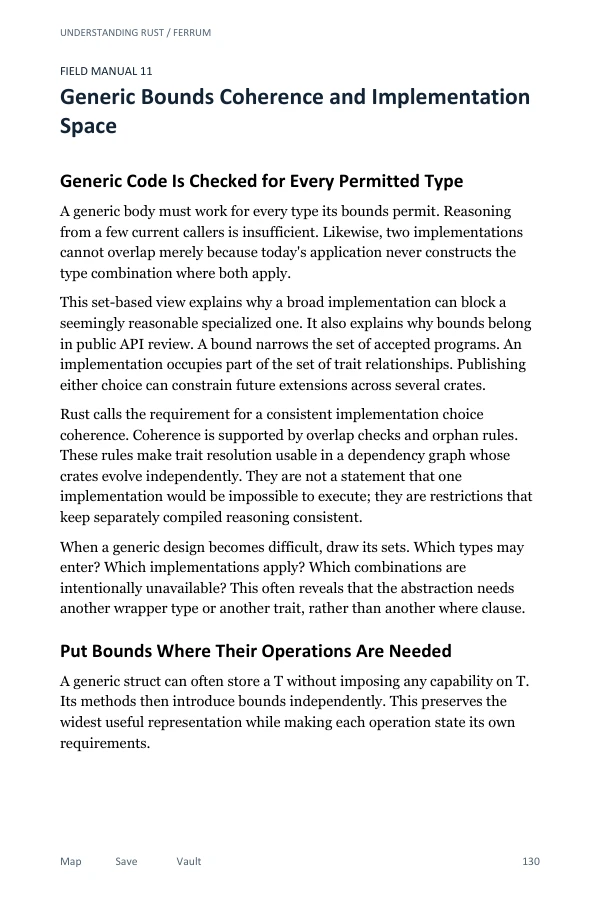 UNDERSTANDING RUST / FERRUM
FIELD MANUAL 11
Generic Bounds Coherence and Implementation
Space
Generic Code Is Checked for Every Permitted Type
A generic body must work for every type its bounds permit. Reasoning
from a few current callers is insufficient. Likewise, two implementations
cannot overlap merely because today's application never constructs the
type combination where both apply.
This set-based view explains why a broad implementation can block a
seemingly reasonable specialized one. It also explains why bounds belong
in public API review. A bound narrows the set of accepted programs. An
implementation occupies part of the set of trait relationships. Publishing
either choice can constrain future extensions across several crates.
Rust calls the requirement for a consistent implementation choice
coherence. Coherence is supported by overlap checks and orphan rules.
These rules make trait resolution usable in a dependency graph whose
crates evolve independently. They are not a statement that one
implementation would be impossible to execute; they are restrictions that
keep separately compiled reasoning consistent.
When a generic design becomes difficult, draw its sets. Which types may
enter? Which implementations apply? Which combinations are
intentionally unavailable? This often reveals that the abstraction needs
another wrapper type or another trait, rather than another where clause.
Put Bounds Where Their Operations Are Needed
A generic struct can often store a T without imposing any capability on T.
Its methods then introduce bounds independently. This preserves the
widest useful representation while making each operation state its own
requirements.
Map Save Vault 130